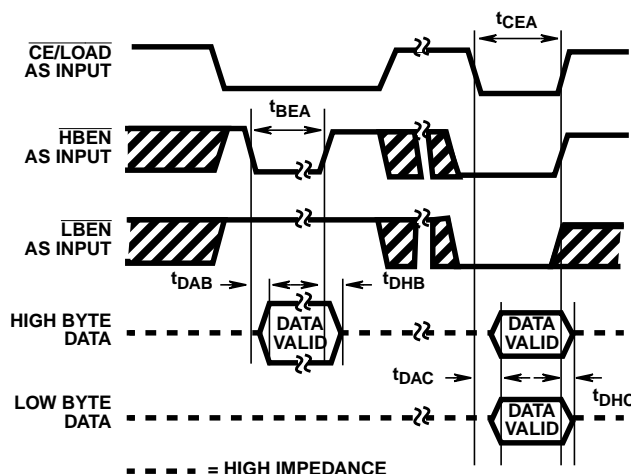 tCEA
CE/LOAD
AS INPUT
tBEA
HBEN
AS INPUT
LBEN
AS INPUT
tDAB
tDHB
HIGH BYTE
DATA
DATA
VALID
DATA
VALID
tDAC
tDHC
LOW BYTE
DATA
DATA
VALID
= HIGH IMPEDANCE